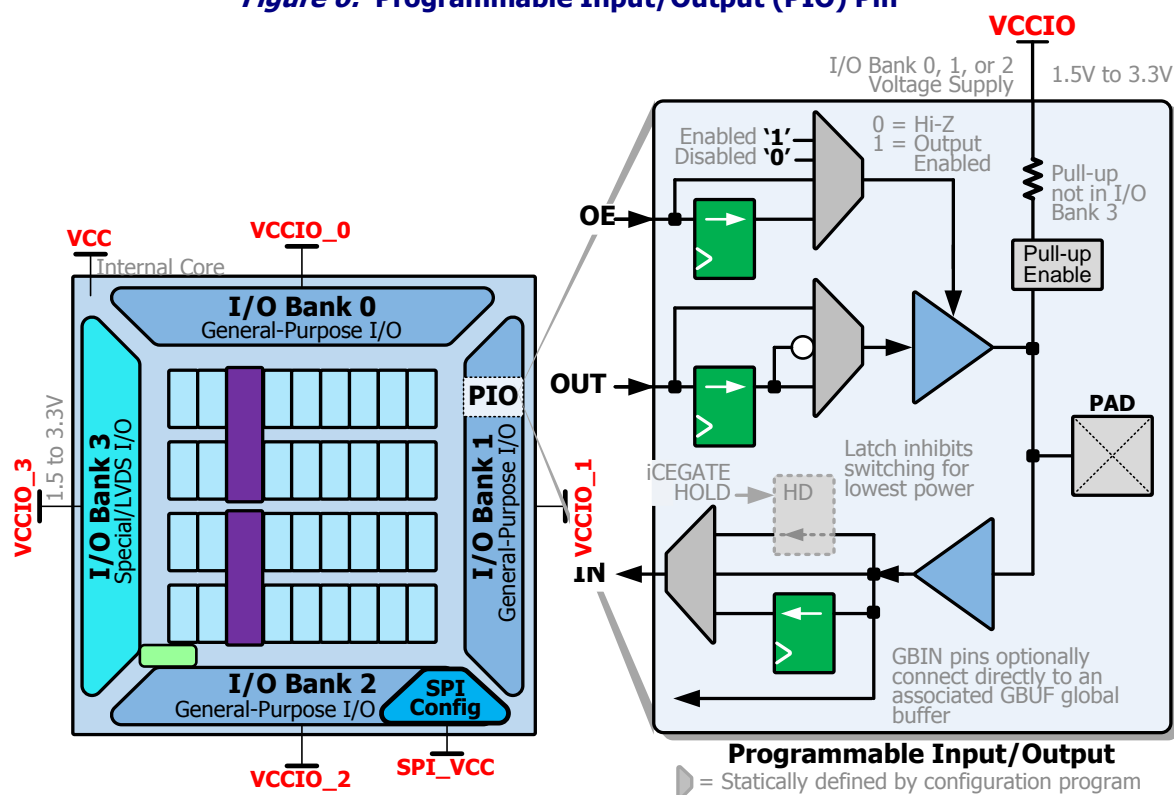 Figure 6: Programmable Input/Output (PIO) Pin
VCCIO
I/O Bank 0, 1, or 2
Voltage Supply
1.5V to 3.3V
Enabled ‘1’
Disabled ‘0’
0 = Hi-Z
1 = Output
Enabled
Pull-up
not in I/O
Bank 3
OE
Pull-up
Enable
OUT
PAD
Latch inhibits
switching for
lowest power
iCEGATE
HOLD
HD
IN
GBIN pins optionally
connect directly to an
associated GBUF global
buffer
Programmable Input/Output
= Statically defined by configuration program
VCC
Internal Core
VCCIO_0
I/O Bank 0
General-Purpose I/O
PIO
I/O Bank 1
General-Purpose I/O
VCCIO_1
I/O Bank 3
Special/LVDS I/O
1.5 to 3.3V
VCCIO_3
I/O Bank 2
General-Purpose I/O
SPI
Config
VCCIO_2
SPI_VCC